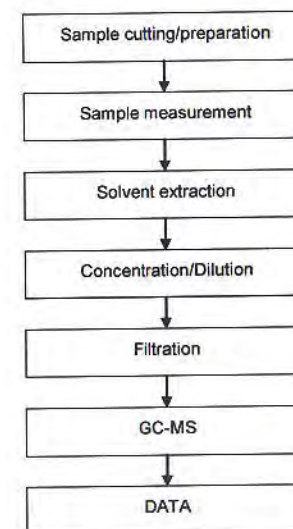 Sample cutting/preparation
Sample measurement
Solvent extraction
Concentration/Dilution
Filtration
GC-MS
DATA